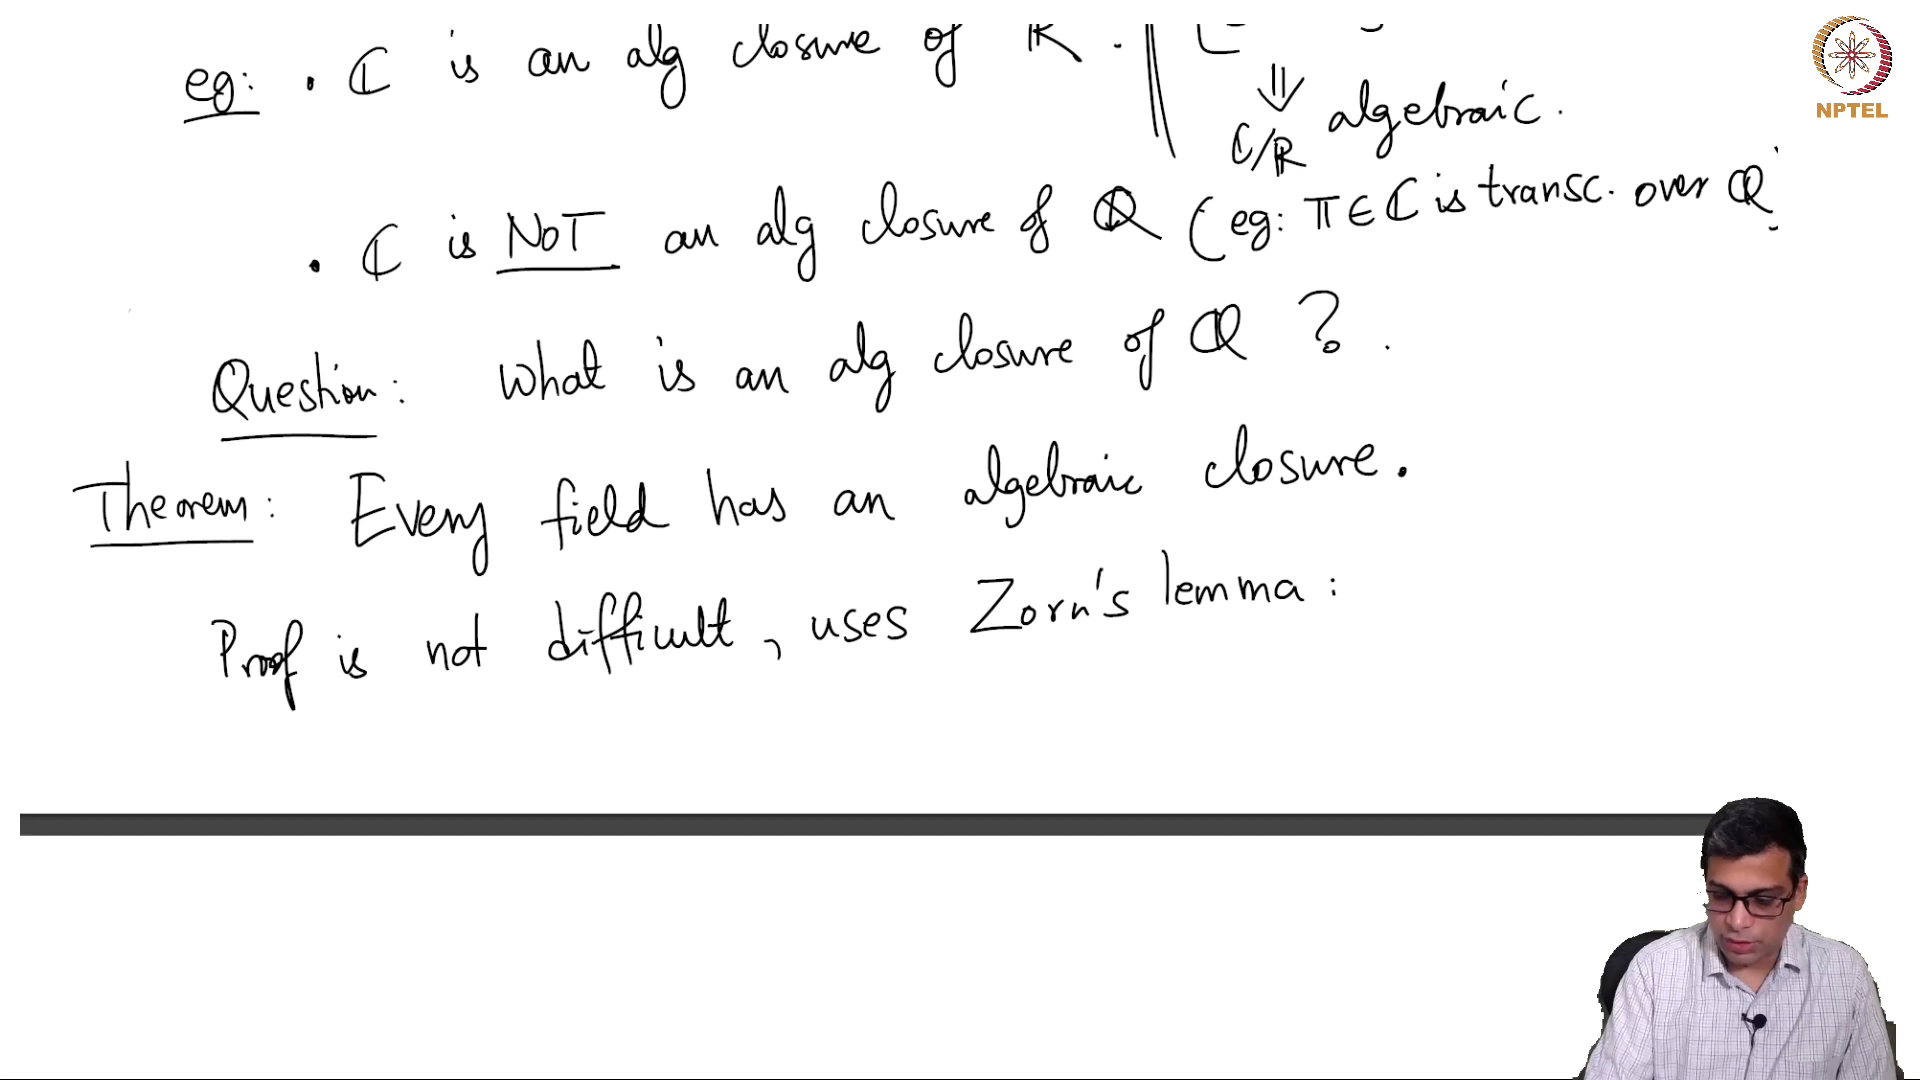 eg: . ℂ is an alg closure of ℝ .
⇓
ℂ/ℝ algebraic.
NPTEL
. ℂ is NOT an alg closure of ℚ (eg: π ∈ ℂ is transc. over ℚ
Question: What is an alg closure of ℚ ? .
Theorem: Every field has an algebraic closure.
Proof is not difficult, uses Zorn's lemma: